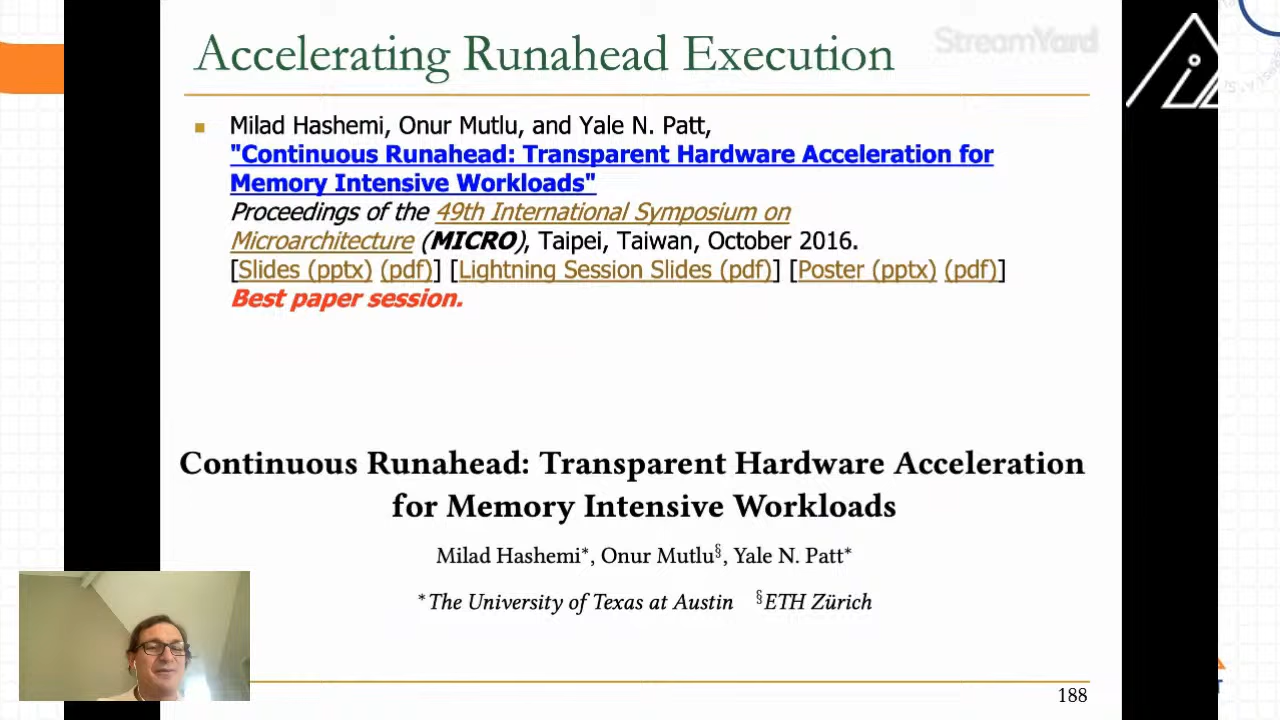 Accelerating Runahead Execution
StreamYard
■ Milad Hashemi, Onur Mutlu, and Yale N. Patt,
"Continuous Runahead: Transparent Hardware Acceleration for
Memory Intensive Workloads"
Proceedings of the 49th International Symposium on
Microarchitecture (MICRO), Taipei, Taiwan, October 2016.
[Slides (pptx) (pdf)] [Lightning Session Slides (pdf)] [Poster (pptx) (pdf)]
Best paper session.
Continuous Runahead: Transparent Hardware Acceleration
for Memory Intensive Workloads
Milad Hashemi*, Onur Mutlu§, Yale N. Patt*
*The University of Texas at Austin §ETH Zürich
188